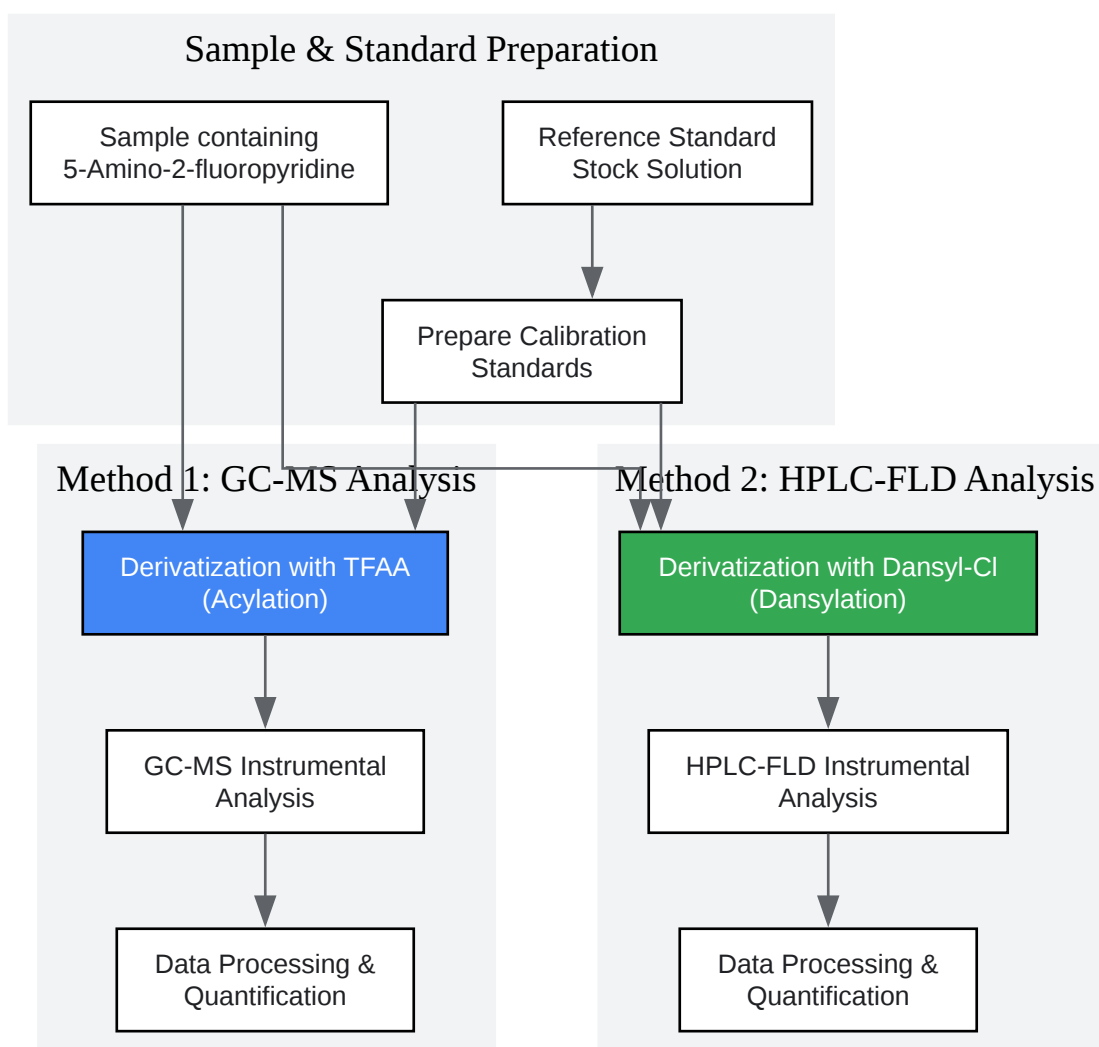 Sample & Standard Preparation
Sample containing
5-Amino-2-fluoropyridine
Reference Standard
Stock Solution
Prepare Calibration
Standards
Method 1: GC-MS Analysis
Derivatization with TFAA
(Acylation)
GC-MS Instrumental
Analysis
Data Processing &
Quantification
Method 2: HPLC-FLD Analysis
Derivatization with Dansyl-Cl
(Dansylation)
HPLC-FLD Instrumental
Analysis
Data Processing &
Quantification